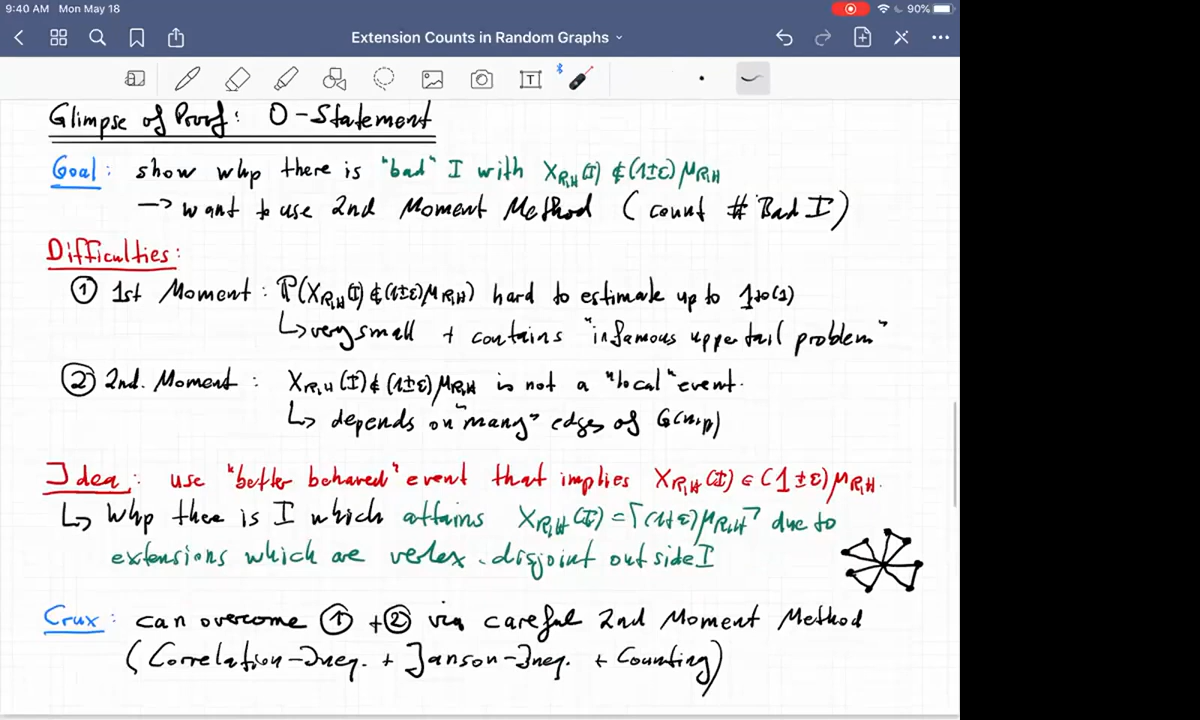 9:40 AM Mon May 18
90%
Extension Counts in Random Graphs
Glimpse of Proof: 0-Statement
Goal: show whp there is "bad" I with X_{R,H}(I) ∉ (1±ε)μ_{R,H}
→ want to use 2nd Moment Method (count # Bad I)
Difficulties:
① 1st Moment: ℙ(X_{R,H}(I) ∉ (1±ε)μ_{R,H}) hard to estimate up to 1+o(1)
↳ very small + contains "infamous upper tail problem"
② 2nd. Moment: X_{R,H}(I) ∉ (1±ε)μ_{R,H} is not a "local" event.
↳ depends on "many" edges of G(n,p)
Idea: use "better behaved" event that implies X_{R,H}(I) ∈ (1±ε)μ_{R,H}.
↳ Whp there is I which attains X_{R,H}(I) = ⌈(1+ε)μ_{R,H}⌉ due to
extensions which are vertex-disjoint outside I
Crux: can overcome ① + ② via careful 2nd Moment Method
(Correlation-Ineq. + Janson-Ineq. + Counting)